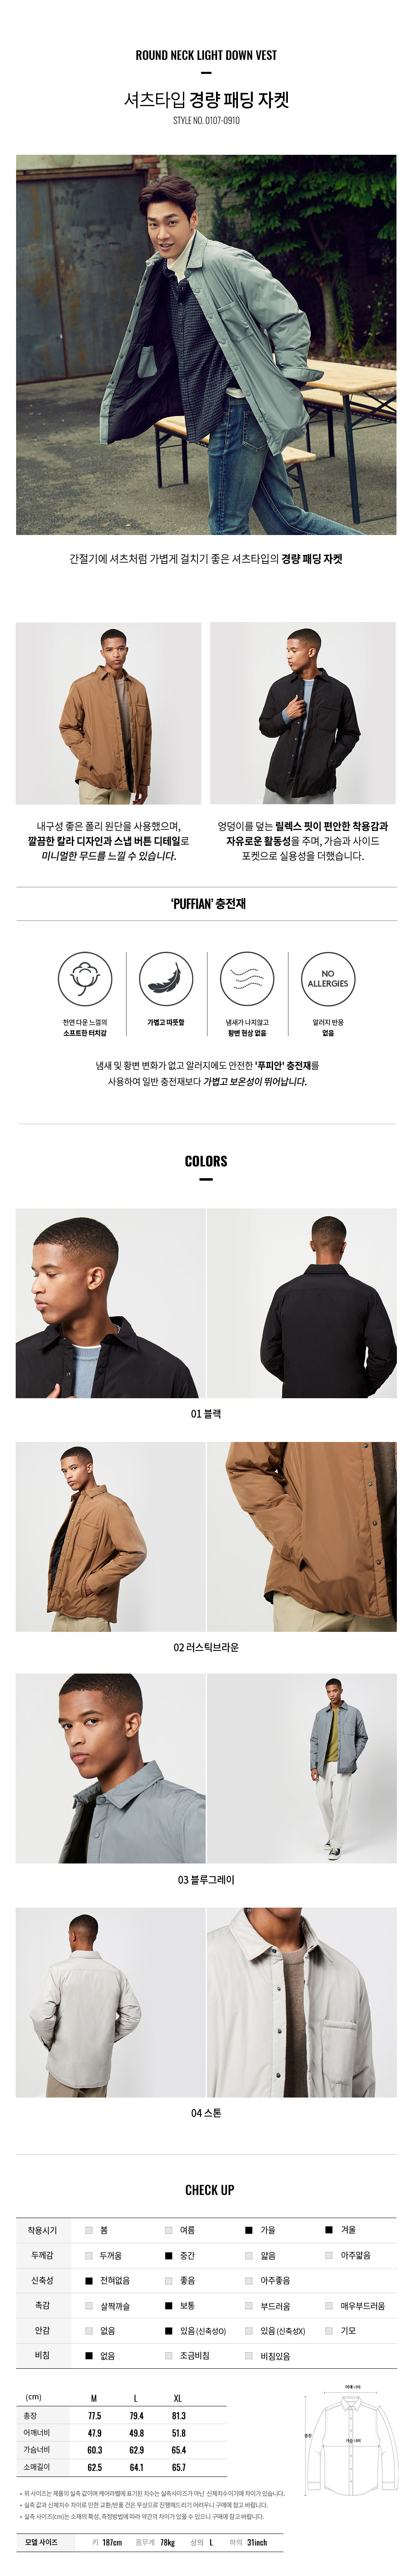 ROUND NECK LIGHT DOWN VEST
셔츠타입 경량 패딩 자켓
STYLE NO. 0107-0910
간절기에 셔츠처럼 가볍게 걸치기 좋은 셔츠타입의 경량 패딩 자켓
내구성 좋은 폴리 원단을 사용했으며,
깔끔한 칼라 디자인과 스냅 버튼 디테일로
미니멀한 무드를 느낄 수 있습니다.
엉덩이를 덮는 릴렉스 핏이 편안한 착용감과
자유로운 활동성을 주며, 가슴과 사이드
포켓으로 실용성을 더했습니다.
‘PUFFIAN’ 충전재
NO
ALLERGIES
천연 다운 느낌의
소프트한 터치감
가볍고 따뜻함
냄새가 나지않고
황변 현상 없음
알러지 반응
없음
냄새 및 황변 변화가 없고 알러지에도 안전한 '푸피안' 충전재를
사용하여 일반 충전재보다 가볍고 보온성이 뛰어납니다.
COLORS
01 블랙
02 러스틱브라운
03 블루그레이
04 스톤
CHECK UP
착용시기 봄 여름 가을 겨울
두께감 두꺼움 중간 얇음 아주얇음
신축성 전혀없음 좋음 아주좋음
촉감 살짝까슬 보통 부드러움 매우부드러움
안감 없음 있음 (신축성O) 있음 (신축성X) 기모
비침 없음 조금비침 비침있음
(cm) M L XL
총장 77.5 79.4 81.3
어깨너비 47.9 49.8 51.8
가슴너비 60.3 62.9 65.4
소매길이 62.5 64.1 65.7
어깨 너비
총장
가슴 너비
• 위 사이즈는 제품의 실측 값이며 케어라벨에 표기된 치수는 실측사이즈가 아닌 신체치수이기에 차이가 있습니다.
• 실측 값과 신체치수 차이로 인한 교환/반품 건은 무상으로 진행해드리기 어려우니 구매에 참고 바랍니다.
• 실측 사이즈(cm)는 소재의 특성, 측정방법에 따라 약간의 차이가 있을 수 있으니 구매에 참고 바랍니다.
모델 사이즈 키 187cm 몸무게 78kg 상의 L 하의 31inch